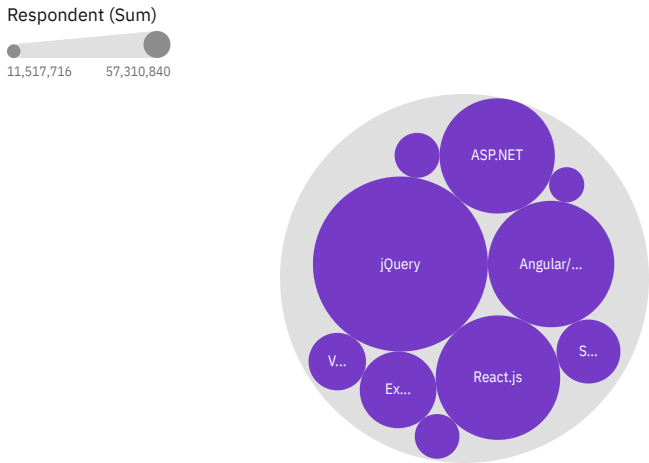 Respondent (Sum)
11,517,716 57,310,840
ASP.NET
jQuery Angular/...
V... S...
Ex... React.js